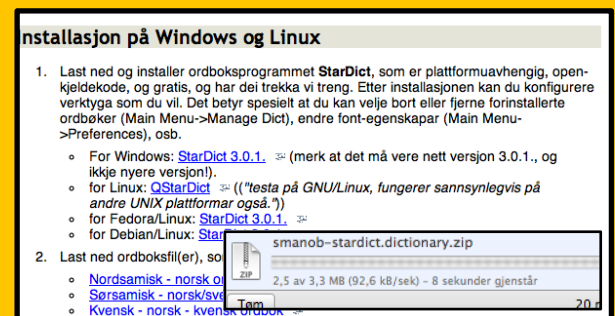 nstallasjon på Windows og Linux
1. Last ned og installer ordboksprogrammet StarDict, som er plattformuavhengig, open-
kjeldekode, og gratis, og har dei trekka vi treng. Etter installasjonen kan du konfigurere
verktyga som du vil. Det betyr spesielt at du kan velje bort eller fjerne forinstallerte
ordbøker (Main Menu->Manage Dict), endre font-egenskapar (Main Menu-
>Preferences), osb.
For Windows: StarDict 3.0.1. (merk at det må vere nett versjon 3.0.1., og
ikkje nyere versjon!).
for Linux: QStarDict (("testa på GNU/Linux, fungerer sannsynlegvis på
andre UNIX plattformar også."))
for Fedora/Linux: StarDict 3.0.1.
for Debian/Linux: Star
2. Last ned ordboksfil(er), so
Nordsamisk - norsk o
Sørsamisk - norsk/sve
Kvensk - norsk - kvensk ordbok
smanob-stardict.dictionary.zip
ZIP
2,5 av 3,3 MB (92,6 kB/sek) – 8 sekunder gjenstår
Tøm
20